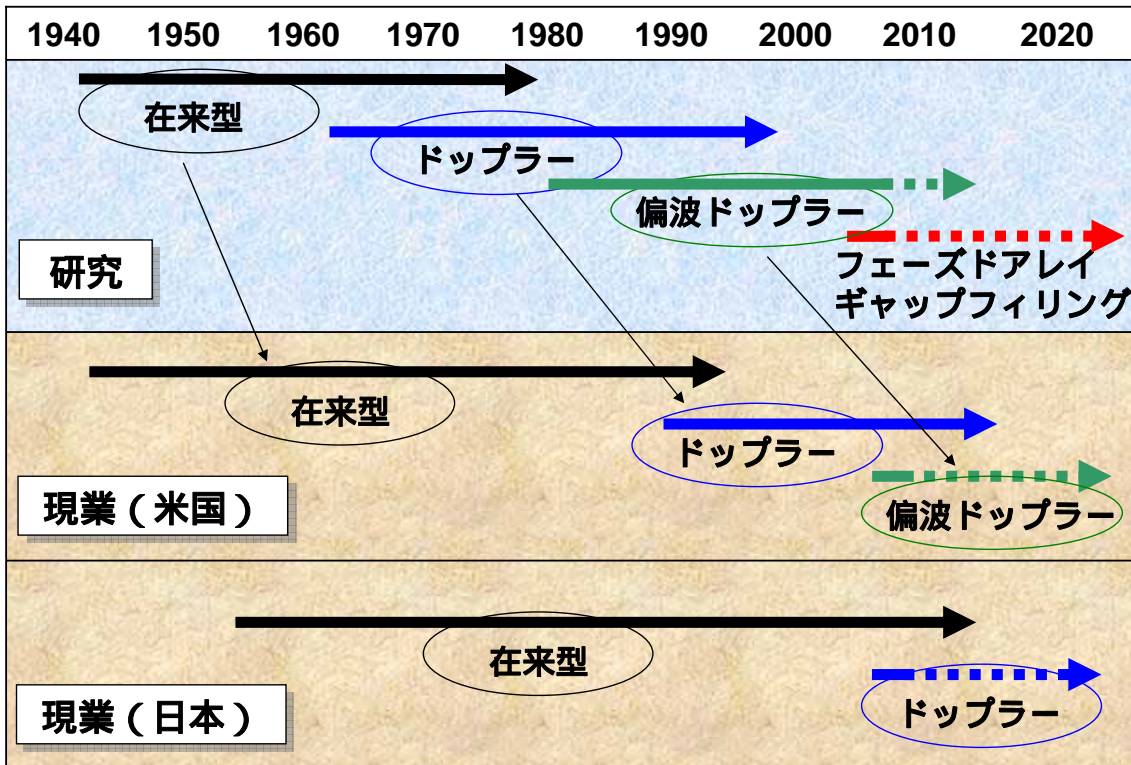 1940 1950 1960 1970 1980 1990 2000 2010 2020
在来型
ドップラー
偏波ドップラー
研究
フェーズドアレイ
ギャップフィリング
在来型
ドップラー
現業（米国）
偏波ドップラー
在来型
現業（日本）
ドップラー